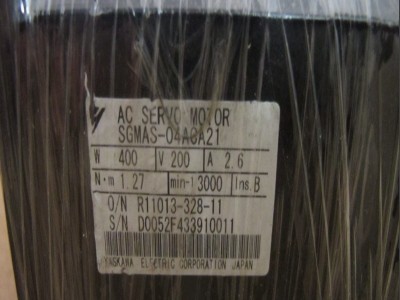 AC SERVO MOTOR
SGMAS-04ACA21
W 400 V 200 A 2.6
N·m 1.27 min-1 3000 Ins. B
O/N R11013-328-11
S/N D0052F433910011
YASKAWA ELECTRIC CORPORATION JAPAN